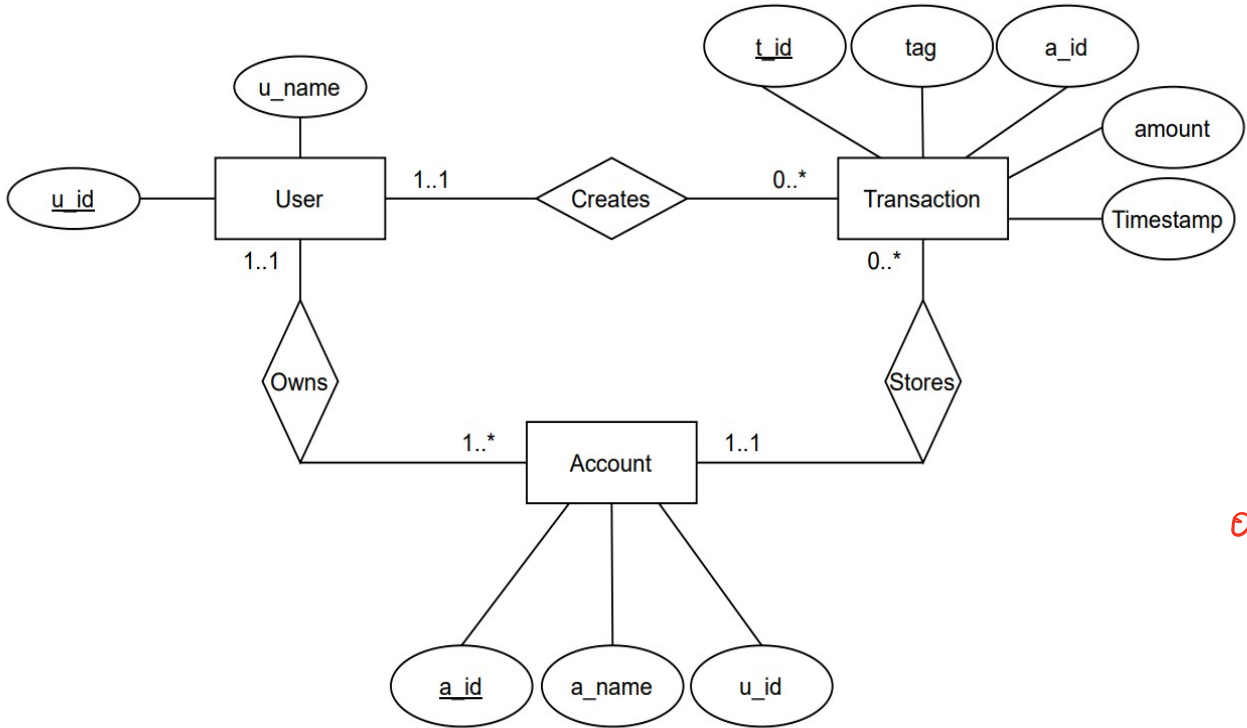 t_id
tag
a_id
u_name
amount
u_id
User
1..1
Creates
0..*
Transaction
Timestamp
1..1
0..*
Owns
Stores
1..*
Account
1..1
a_id
a_name
u_id